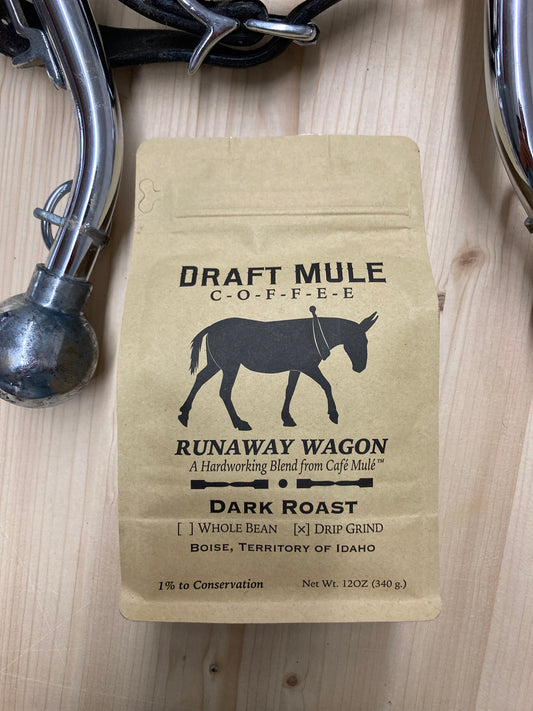 DRAFT MULE
C-O-F-F-E-E
RUNAWAY WAGON
A Hardworking Blend from Café Mulé™
DARK ROAST
[ ] WHOLE BEAN [×] DRIP GRIND
BOISE, TERRITORY OF IDAHO
1% to Conservation NET WT. 12OZ (340 g.)